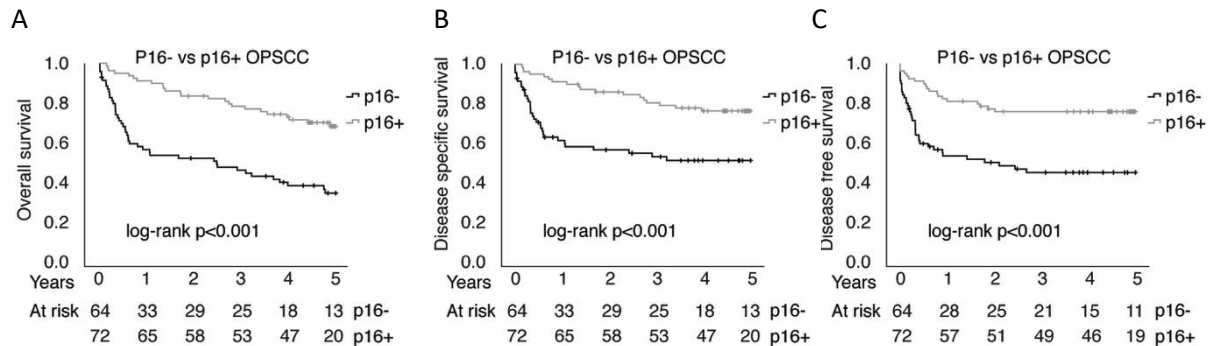 A
P16- vs p16+ OPSCC
Overall survival
1.0
0.8
0.6
0.4
0.2
0.0
p16-
p16+
log-rank p<0.001
Years 0 1 2 3 4 5
At risk 64 33 29 25 18 13 p16-
72 65 58 53 47 20 p16+
B
P16- vs p16+ OPSCC
Disease specific survival
1.0
0.8
0.6
0.4
0.2
0.0
p16-
p16+
log-rank p<0.001
Years 0 1 2 3 4 5
At risk 64 33 29 25 18 13 p16-
72 65 58 53 47 20 p16+
C
P16- vs p16+ OPSCC
Disease free survival
1.0
0.8
0.6
0.4
0.2
0.0
p16-
p16+
log-rank p<0.001
Years 0 1 2 3 4 5
At risk 64 28 25 21 15 11 p16-
72 57 51 49 46 19 p16+